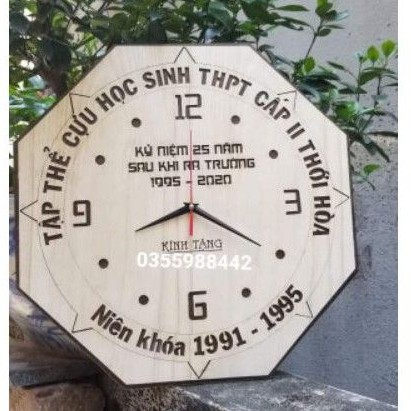 TẬP THỂ CỰU HỌC SINH THPT CẤP II THỚI HÒA
12
KỶ NIỆM 25 NĂM
SAU KHI RA TRƯỜNG
1995 - 2020
9
3
KÍNH TẶNG
0355988442
6
Niên khóa 1991 - 1995